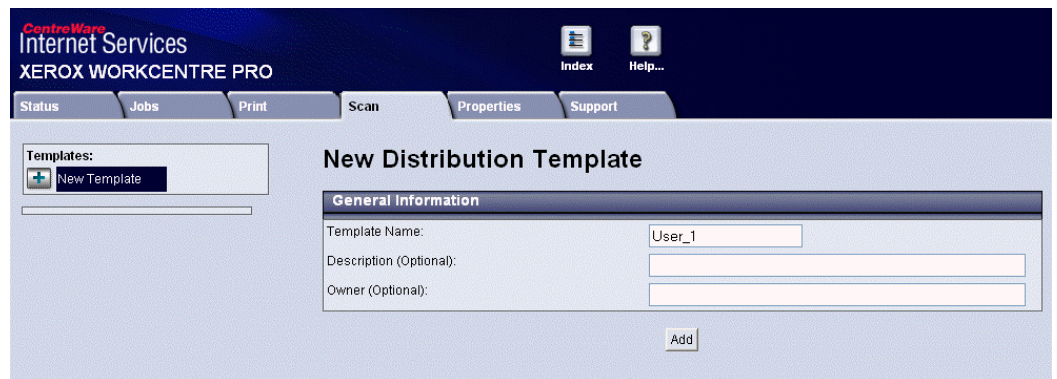 CentreWare
Internet Services
XEROX WORKCENTRE PRO
Index
Help...
Status
Jobs
Print
Scan
Properties
Support
Templates:
New Template
New Distribution Template
General Information
Template Name:
User_1
Description (Optional):
Owner (Optional):
Add